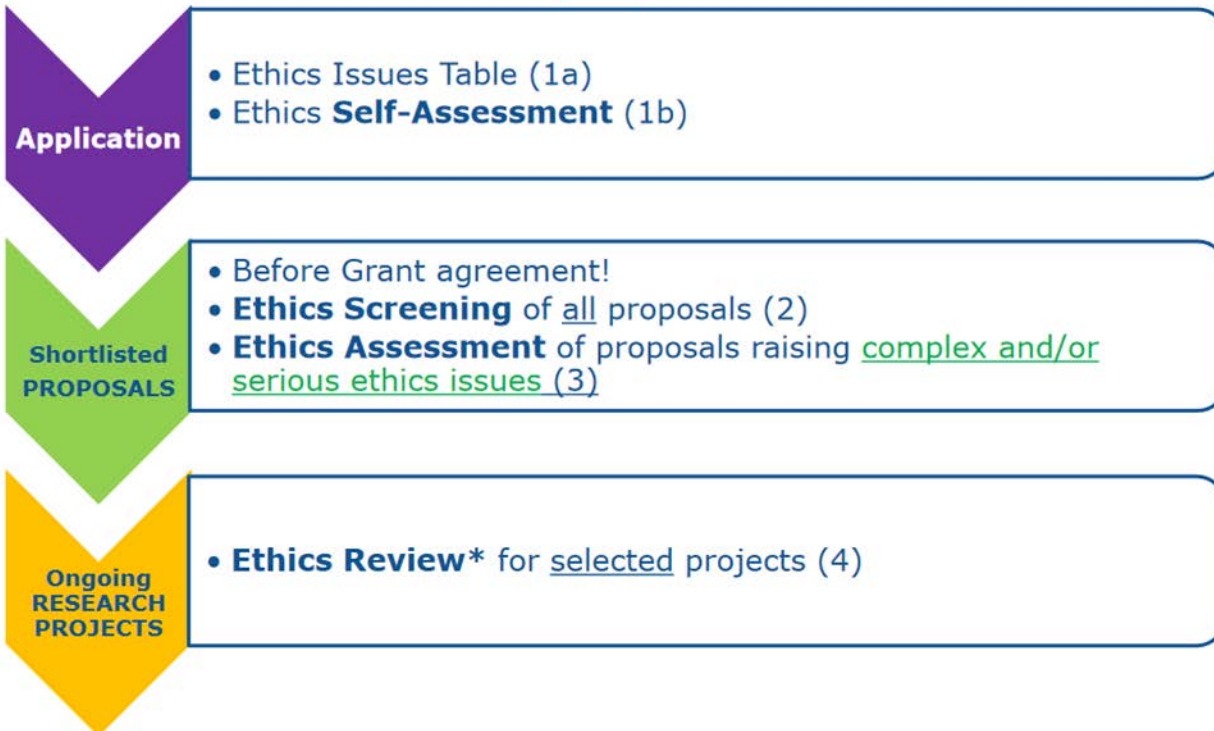 Application
• Ethics Issues Table (1a)
• Ethics Self-Assessment (1b)
Shortlisted
PROPOSALS
• Before Grant agreement!
• Ethics Screening of all proposals (2)
• Ethics Assessment of proposals raising complex and/or
serious ethics issues (3)
Ongoing
RESEARCH
PROJECTS
• Ethics Review* for selected projects (4)